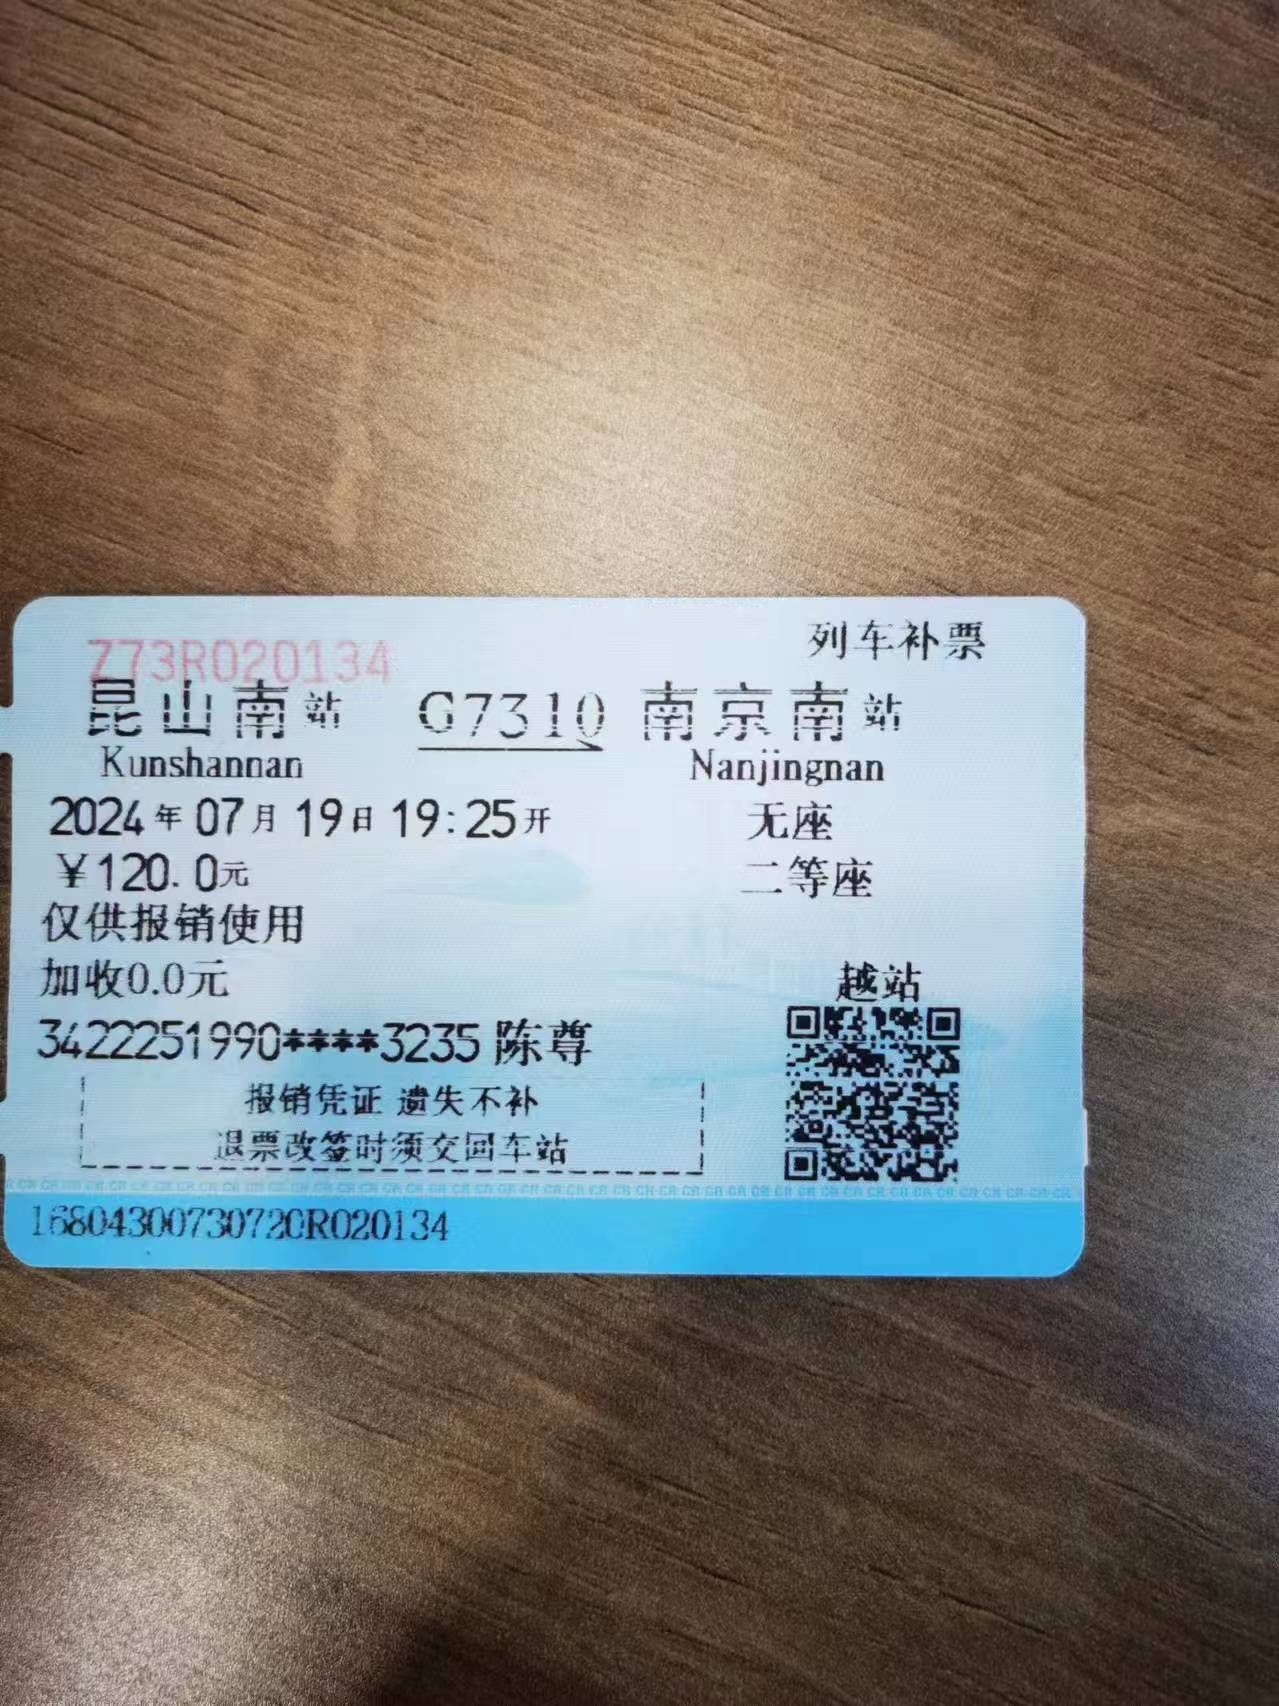 列车补票
Z73R020134
昆山南站 G7310 南京南站
Kunshannan Nanjingnan
2024年07月19日19:25开 无座
¥120.0元 二等座
仅供报销使用
加收0.0元 越站
3422251990****3235 陈尊
报销凭证 遗失不补
退票改签时须交回车站
16804300730720R020134